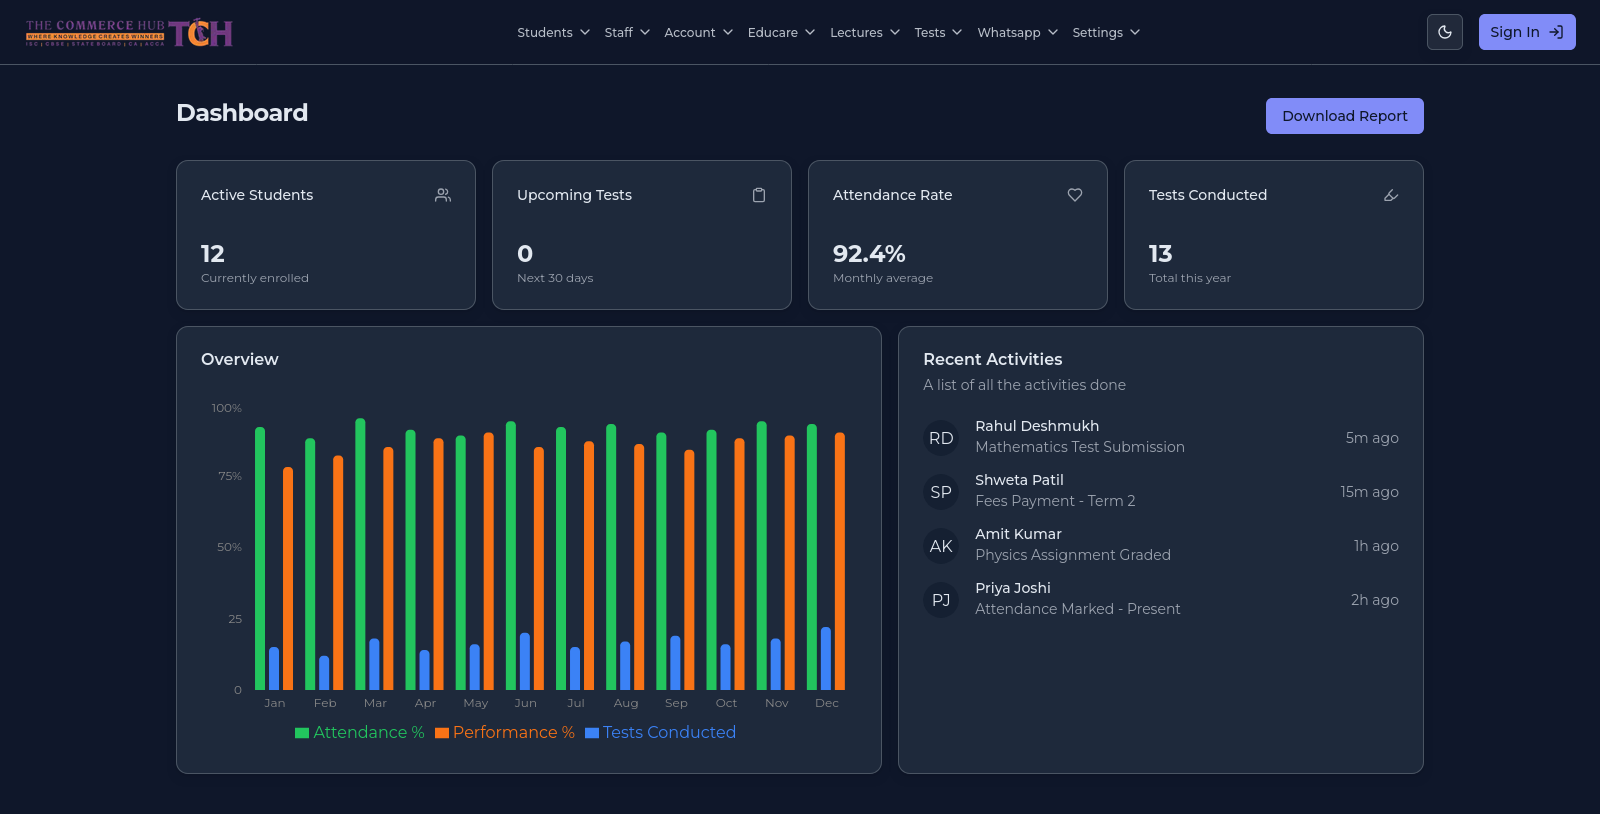 THE COMMERCE HUB
WHERE KNOWLEDGE CREATES WINNERS
ISC | CBSE | STATE BOARD | CA | ACCA
TCH
Students Staff Account Educare Lectures Tests Whatsapp Settings
Sign In
Dashboard
Download Report
Active Students
12
Currently enrolled
Upcoming Tests
0
Next 30 days
Attendance Rate
92.4%
Monthly average
Tests Conducted
13
Total this year
Overview
100%
75%
50%
25
0
Jan Feb Mar Apr May Jun Jul Aug Sep Oct Nov Dec
Attendance % Performance % Tests Conducted
Recent Activities
A list of all the activities done
RD
Rahul Deshmukh
Mathematics Test Submission
5m ago
SP
Shweta Patil
Fees Payment - Term 2
15m ago
AK
Amit Kumar
Physics Assignment Graded
1h ago
PJ
Priya Joshi
Attendance Marked - Present
2h ago